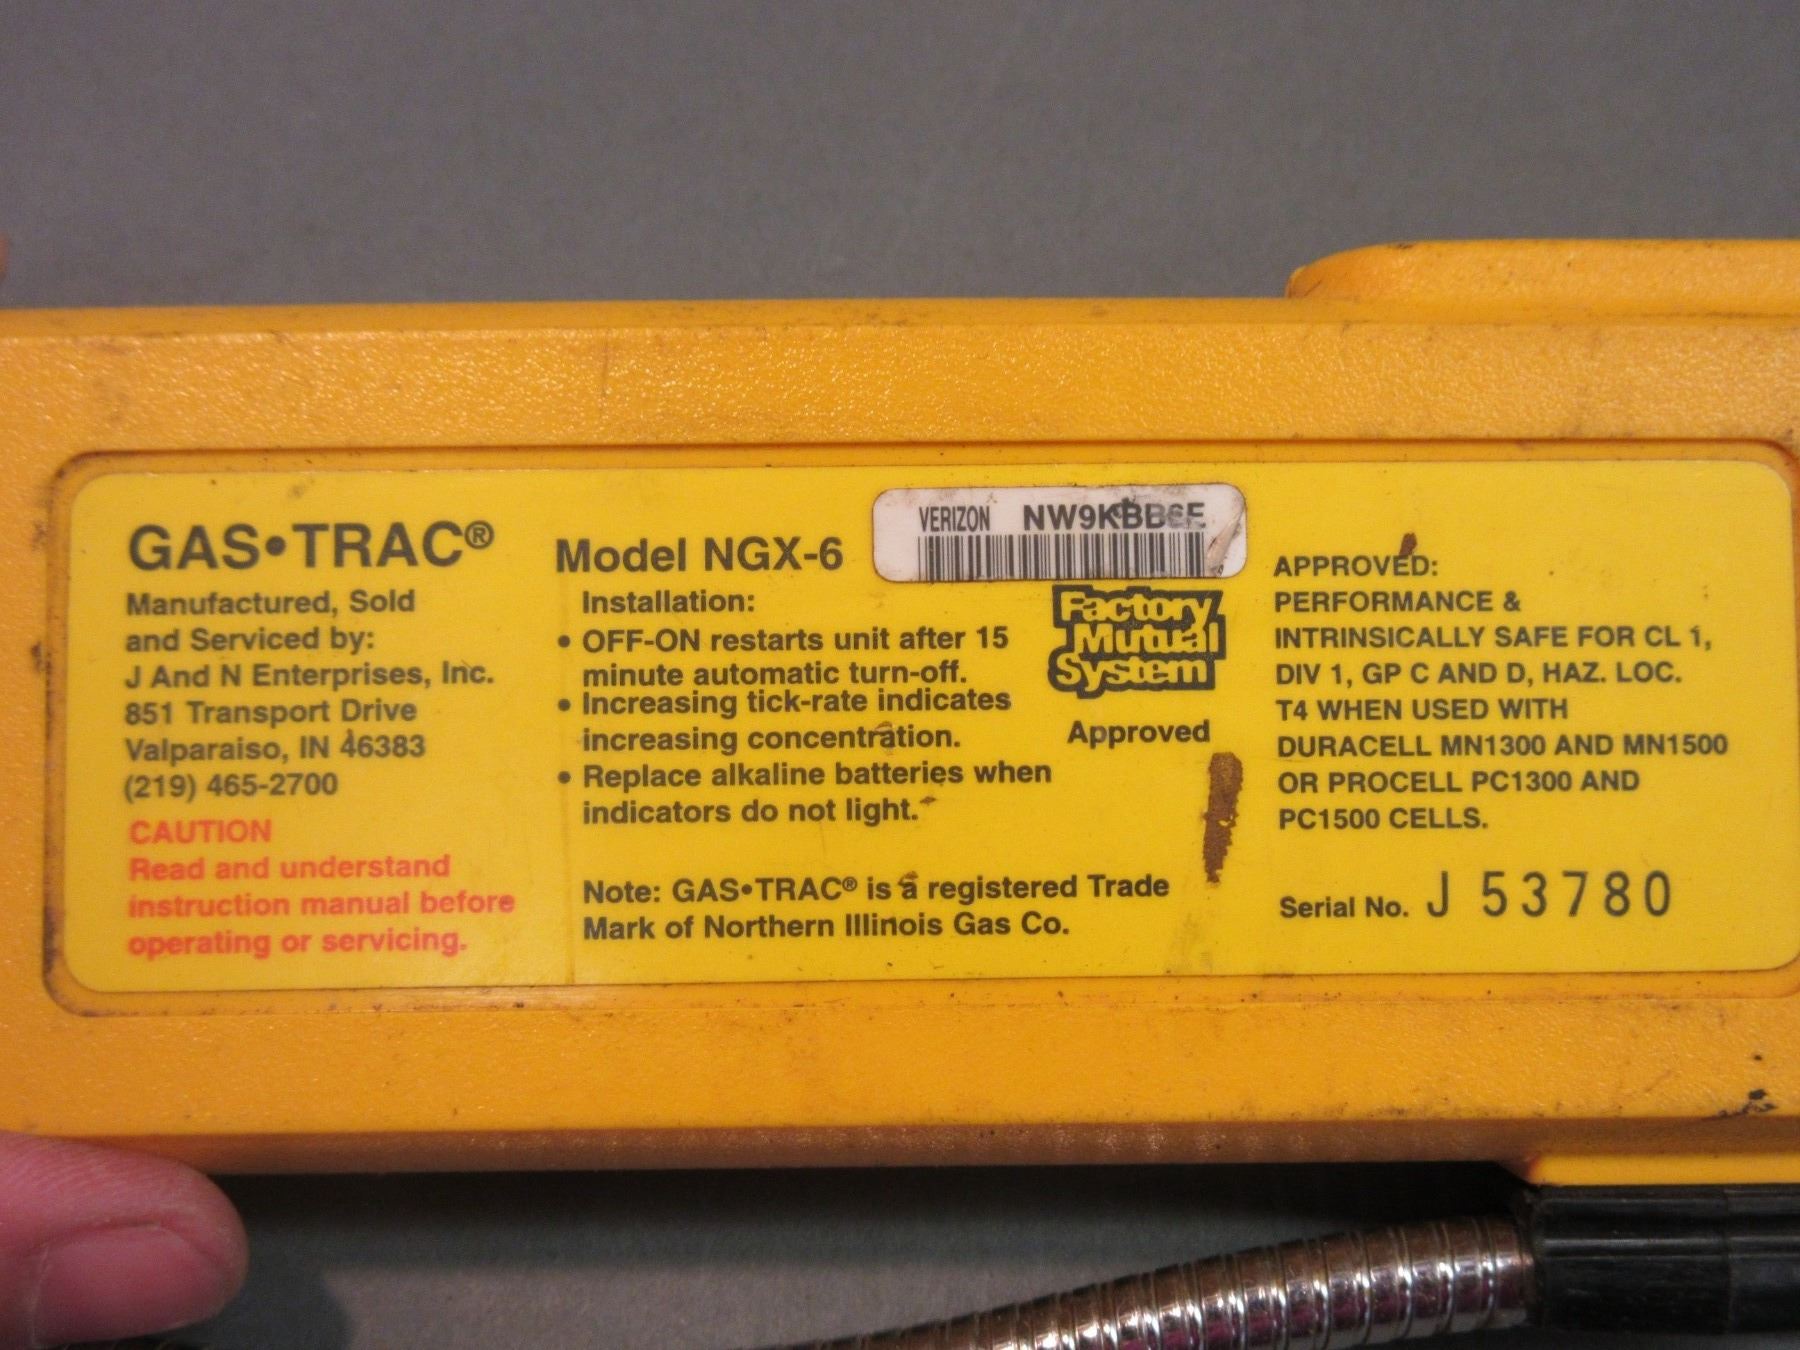 GAS•TRAC®
Manufactured, Sold
and Serviced by:
J And N Enterprises, Inc.
851 Transport Drive
Valparaiso, IN 46383
(219) 465-2700
CAUTION
Read and understand
instruction manual before
operating or servicing.
Model NGX-6
Installation:
• OFF-ON restarts unit after 15
minute automatic turn-off.
• Increasing tick-rate indicates
increasing concentration.
• Replace alkaline batteries when
indicators do not light.
Note: GAS•TRAC® is a registered Trade
Mark of Northern Illinois Gas Co.
VERIZON
Factory
Mutual
System
Approved
APPROVED:
PERFORMANCE &
INTRINSICALLY SAFE FOR CL 1,
DIV 1, GP C AND D, HAZ. LOC.
T4 WHEN USED WITH
DURACELL MN1300 AND MN1500
OR PROCELL PC1300 AND
PC1500 CELLS.
Serial No. J 53780